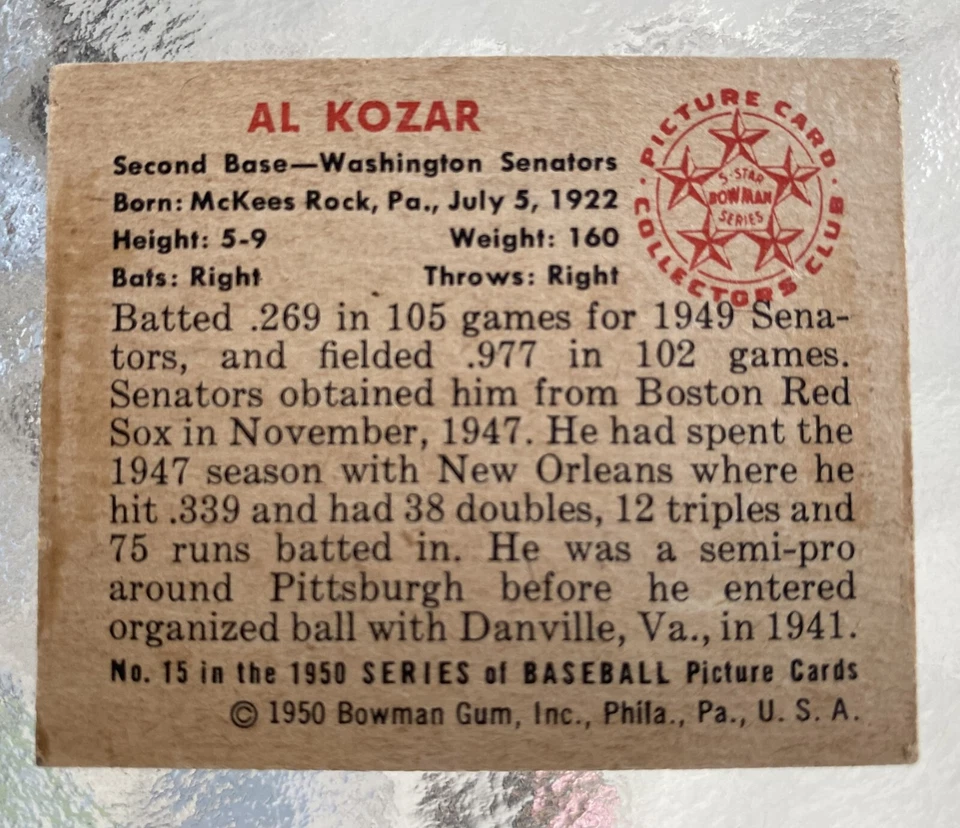 AL KOZAR
Second Base—Washington Senators
Born: McKees Rock, Pa., July 5, 1922
Height: 5-9 Weight: 160
Bats: Right Throws: Right
PICTURE CARD
COLLECTORS CLUB
5-STAR
BOWMAN
SERIES
Batted .269 in 105 games for 1949 Sena-
tors, and fielded .977 in 102 games.
Senators obtained him from Boston Red
Sox in November, 1947. He had spent the
1947 season with New Orleans where he
hit .339 and had 38 doubles, 12 triples and
75 runs batted in. He was a semi-pro
around Pittsburgh before he entered
organized ball with Danville, Va., in 1941.
No. 15 in the 1950 SERIES of BASEBALL Picture Cards
© 1950 Bowman Gum, Inc., Phila., Pa., U. S. A.